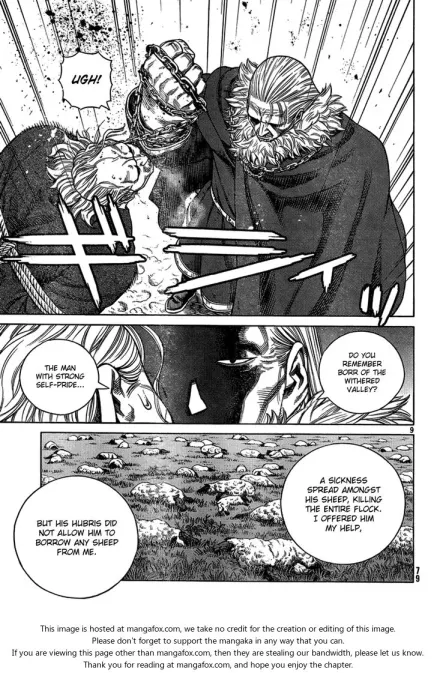 UGH!
ギギギ
DO YOU
REMEMBER
BORR OF THE
WITHERED
VALLEY?
THE MAN
WITH STRONG
SELF-PRIDE...
9
A SICKNESS
SPREAD AMONGST
HIS SHEEP, KILLING
THE ENTIRE FLOCK.
I OFFERED HIM
MY HELP,
BUT HIS HUBRIS DID
NOT ALLOW HIM TO
BORROW ANY SHEEP
FROM ME.
79
This image is hosted at mangafox.com, we take no credit for the creation or editing of this image.
Please don't forget to support the mangaka in any way that you can.
If you are viewing this page other than mangafox.com, then they are stealing our bandwidth, please let us know.
Thank you for reading at mangafox.com, and hope you enjoy the chapter.